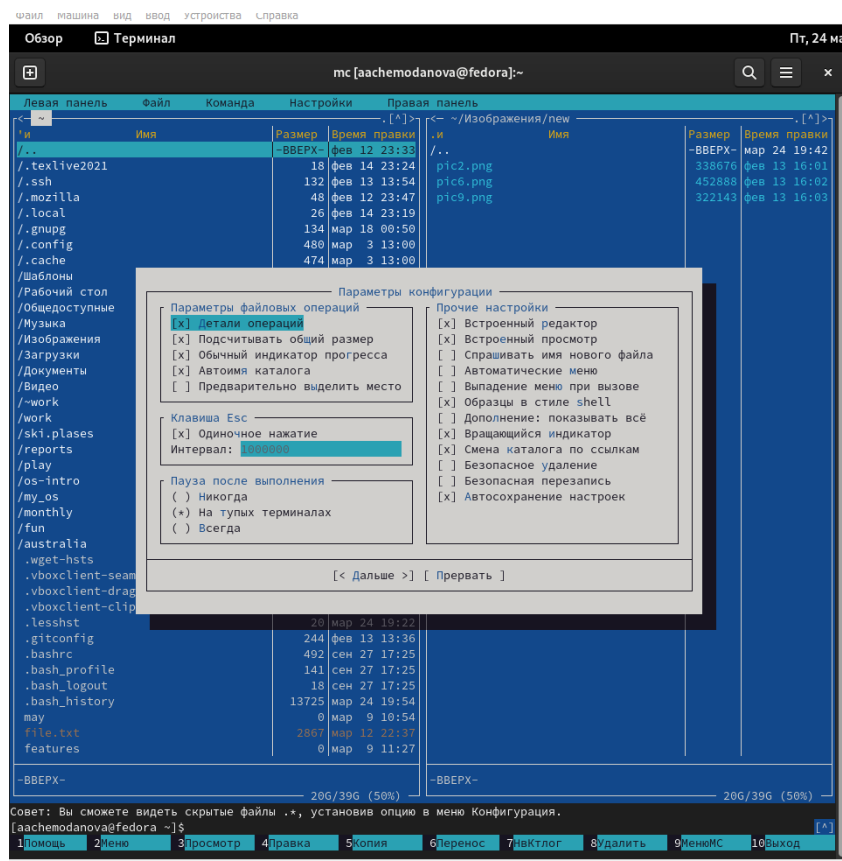 Файл Машина Вид Ввод Устройства Справка
Обзор Терминал Пт, 24 ма
mc [aachemodanova@fedora]:~
Левая панель Файл Команда Настройки Правая панель
<— ~ .[^]> <— ~/Изображения/new .[^]>
'и Имя Размер Время правки .и Имя Размер Время правки
/.. -ВВЕРХ- фев 12 23:33 /.. -ВВЕРХ- мар 24 19:42
/.texlive2021 18 фев 14 23:24 pic2.png 338676 фев 13 16:01
/.ssh 132 фев 13 13:54 pic6.png 452888 фев 13 16:02
/.mozilla 48 фев 12 23:47 pic9.png 322143 фев 13 16:03
/.local 26 фев 14 23:19
/.gnupg 134 мар 18 00:50
/.config 480 мар 3 13:00
/.cache 474 мар 3 13:00
/Шаблоны
/Рабочий стол Параметры конфигурации
/Общедоступные Параметры файловых операций Прочие настройки
/Музыка [x] Детали операций [x] Встроенный редактор
/Изображения [x] Подсчитывать общий размер [x] Встроенный просмотр
/Загрузки [x] Обычный индикатор прогресса [ ] Спрашивать имя нового файла
/Документы [x] Автоимя каталога [ ] Автоматические меню
/Видео [ ] Предварительно выделить место [ ] Выпадение меню при вызове
/~work [x] Образцы в стиле shell
/work Клавиша Esc [ ] Дополнение: показывать всё
/ski.plases [x] Одиночное нажатие [x] Вращающийся индикатор
/reports Интервал: 1000000 [x] Смена каталога по ссылкам
/play [ ] Безопасное удаление
/os-intro Пауза после выполнения [ ] Безопасная перезапись
/my_os ( ) Никогда [x] Автосохранение настроек
/monthly (*) На тупых терминалах
/fun ( ) Всегда
/australia
.wget-hsts
.vboxclient-seam [< Дальше >] [ Прервать ]
.vboxclient-drag
.vboxclient-clip
.lesshst 20 мар 24 19:22
.gitconfig 244 фев 13 13:36
.bashrc 492 сен 27 17:25
.bash_profile 141 сен 27 17:25
.bash_logout 18 сен 27 17:25
.bash_history 13725 мар 24 19:54
may 0 мар 9 10:54
file.txt 2867 мар 12 22:37
features 0 мар 9 11:27
-ВВЕРХ- -ВВЕРХ-
20G/39G (50%) 20G/39G (50%)
Совет: Вы сможете видеть скрытые файлы .*, установив опцию в меню Конфигурация.
[aachemodanova@fedora ~]$ [^]
1Помощь 2Меню 3Просмотр 4Правка 5Копия 6Перенос 7НвКтлог 8Удалить 9МенюMC 10Выход